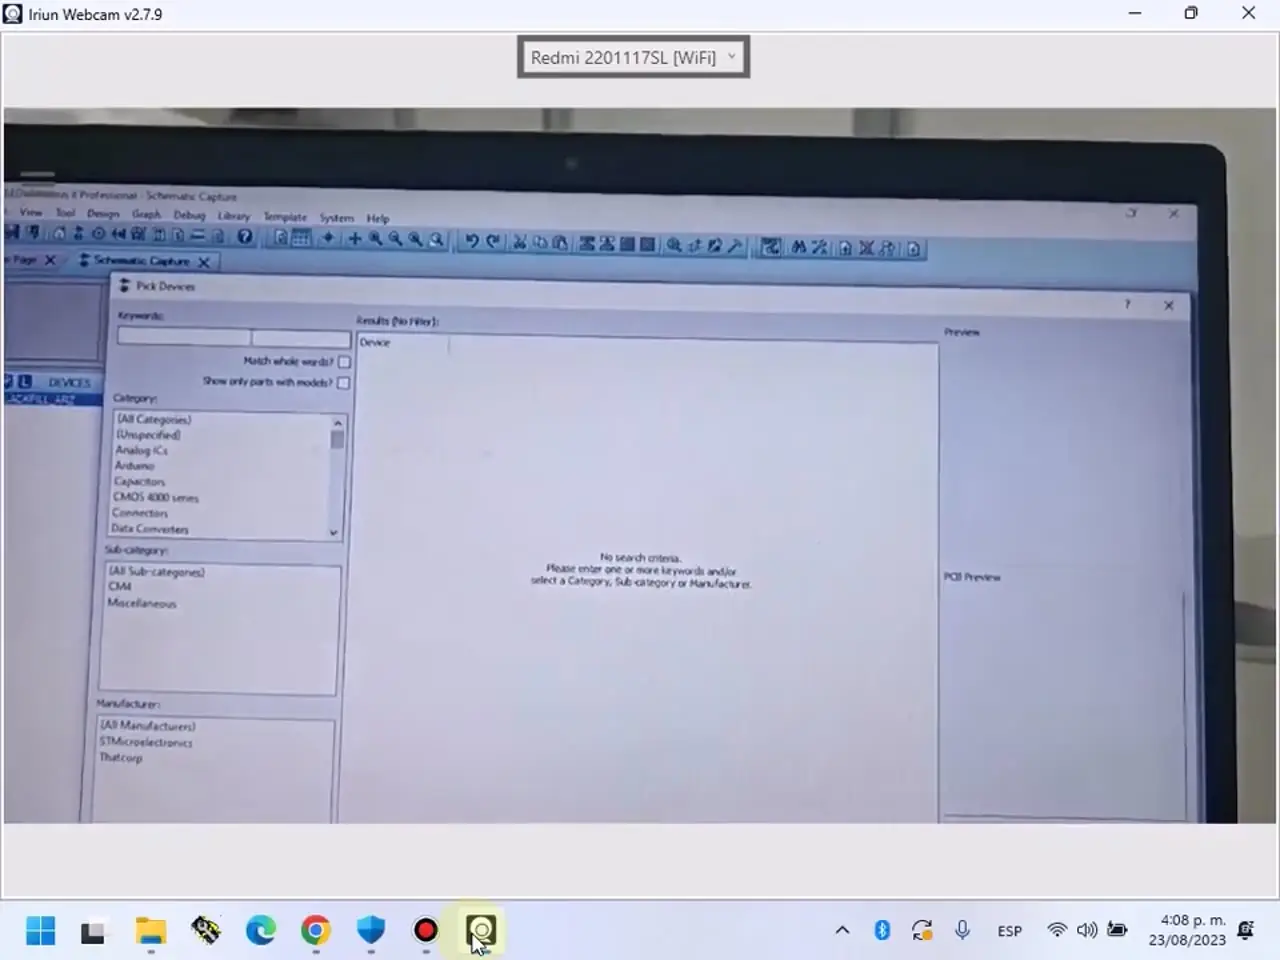 Iriun Webcam v2.7.9
Redmi 2201117SL [WiFi]
Professional - Schematic Capture
View Tool Design Graph Debug Library Template System Help
Page
Schematic Capture
Pick Devices
Keywords:
Results (No Filter):
Preview
Device
Match whole words?
Show only parts with models?
DEVICES
Category:
(All Categories)
(Unspecified)
Analog ICs
Arduino
Capacitors
CMOS 4000 series
Connectors
Data Converters
Sub-category:
(All Sub-categories)
CM4
Miscellaneous
No search criteria.
Please enter one or more keywords and/or
select a Category, Sub-category or Manufacturer.
PCB Preview
Manufacturer:
(All Manufacturers)
STMicroelectronics
Thatcorp
ESP
4:08 p. m.
23/08/2023